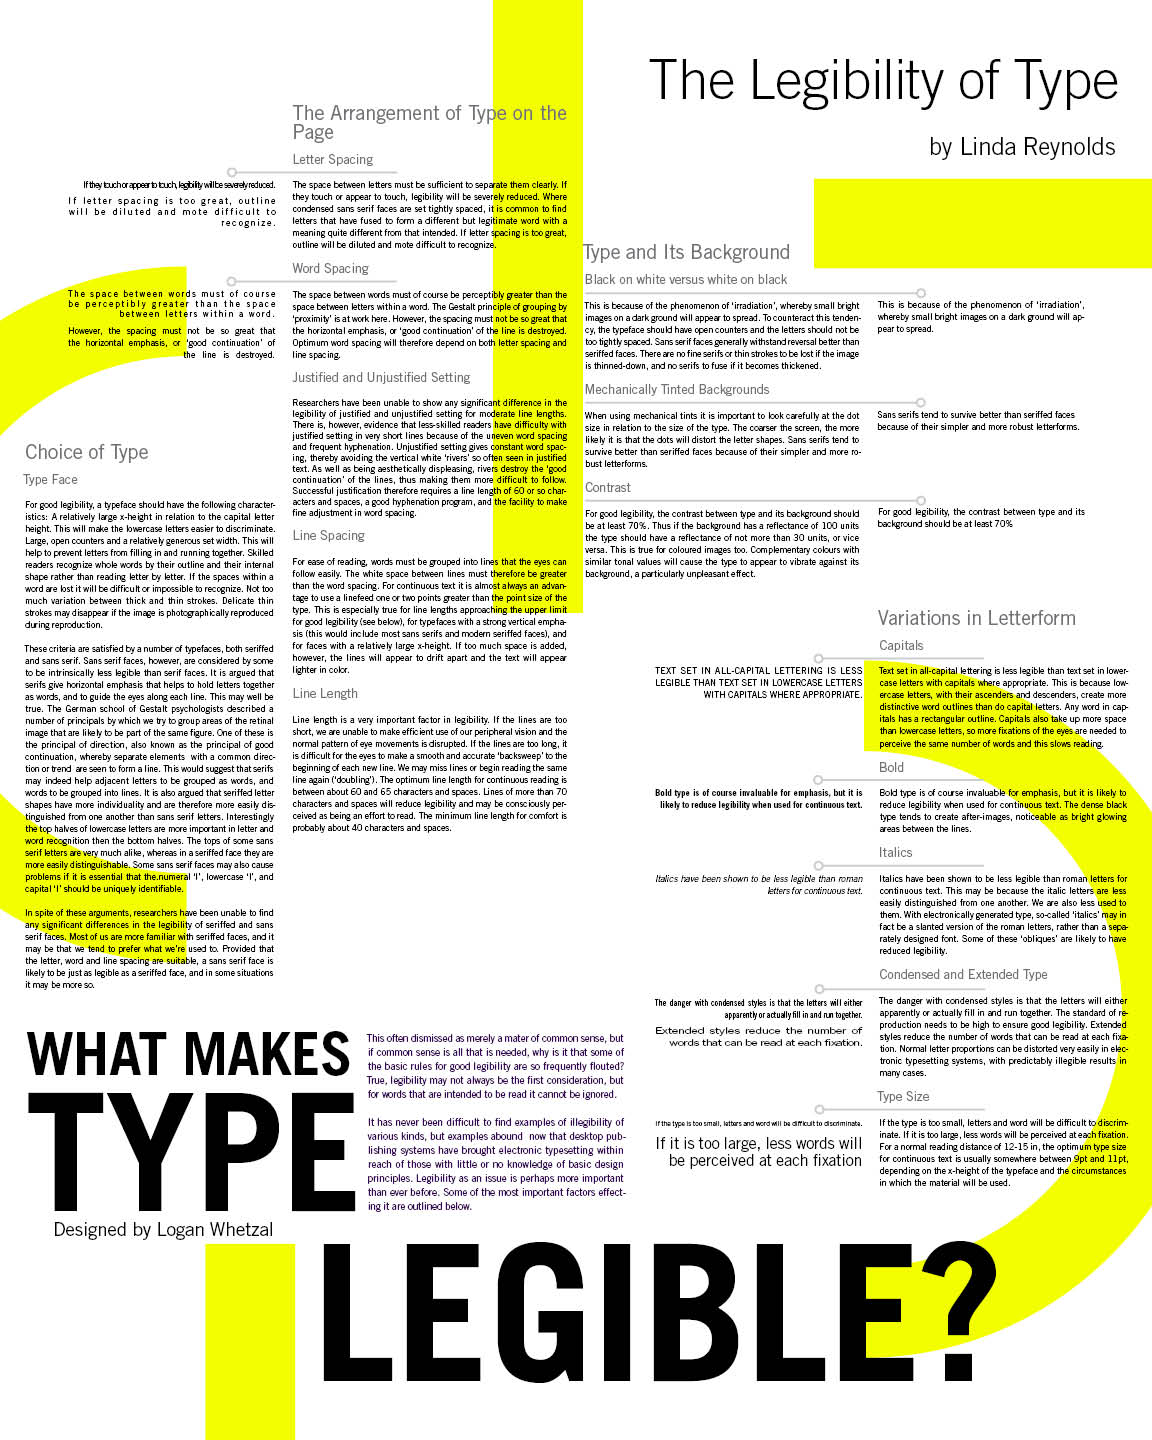 The Legibility of Type
by Linda Reynolds
The Arrangement of Type on the
Page
Letter Spacing
If they touch or appear to touch, legibility will be severely reduced.
If letter spacing is too great, outline
will be diluted and mote difficult to
recognize.
The space between letters must be sufficient to separate them clearly. If
they touch or appear to touch, legibility will be severely reduced. Where
condensed sans serif faces are set tightly spaced, it is common to find
letters that have fused to form a different but legitimate word with a
meaning quite different from that intended. If letter spacing is too great,
outline will be diluted and mote difficult to recognize.
Word Spacing
The space between words must of course
be perceptibly greater than the space
between letters within a word.
However, the spacing must not be so great that
the horizontal emphasis, or ‘good continuation’ of
the line is destroyed.
The space between words must of course be perceptibly greater than the
space between letters within a word. The Gestalt principle of grouping by
‘proximity’ is at work here. However, the spacing must not be so great that
the horizontal emphasis, or ‘good continuation’ of the line is destroyed.
Optimum word spacing will therefore depend on both letter spacing and
line spacing.
Justified and Unjustified Setting
Researchers have been unable to show any significant difference in the
legibility of justified and unjustified setting for moderate line lengths.
There is, however, evidence that less-skilled readers have difficulty with
justified setting in very short lines because of the uneven word spacing
and frequent hyphenation. Unjustified setting gives constant word spac-
ing, thereby avoiding the vertical white ‘rivers’ so often seen in justified
text. As well as being aesthetically displeasing, rivers destroy the ‘good
continuation’ of the lines, thus making them more difficult to follow.
Successful justification therefore requires a line length of 60 or so char-
acters and spaces, a good hyphenation program, and the facility to make
fine adjustment in word spacing.
Line Spacing
For ease of reading, words must be grouped into lines that the eyes can
follow easily. The white space between lines must therefore be greater
than the word spacing. For continuous text it is almost always an advan-
tage to use a linefeed one or two points greater than the point size of the
type. This is especially true for line lengths approaching the upper limit
for good legibility (see below), for typefaces with a strong vertical empha-
sis (this would include most sans serifs and modern seriffed faces), and
for faces with a relatively large x-height. If too much space is added,
however, the lines will appear to drift apart and the text will appear
lighter in color.
Line Length
Line length is a very important factor in legibility. If the lines are too
short, we are unable to make efficient use of our peripheral vision and the
normal pattern of eye movements is disrupted. If the lines are too long, it
is difficult for the eyes to make a smooth and accurate ‘backsweep’ to the
beginning of each new line. We may miss lines or begin reading the same
line again (‘doubling’). The optimum line length for continuous reading is
between about 60 and 65 characters and spaces. Lines of more than 70
characters and spaces will reduce legibility and may be consciously per-
ceived as being an effort to read. The minimum line length for comfort is
probably about 40 characters and spaces.
Choice of Type
Type Face
For good legibility, a typeface should have the following character-
istics: A relatively large x-height in relation to the capital letter
height. This will make the lowercase letters easier to discriminate.
Large, open counters and a relatively generous set width. This will
help to prevent letters from filling in and running together. Skilled
readers recognize whole words by their outline and their internal
shape rather than reading letter by letter. If the spaces within a
word are lost it will be difficult or impossible to recognize. Not too
much variation between thick and thin strokes. Delicate thin
strokes may disappear if the image is photographically reproduced
during reproduction.
These criteria are satisfied by a number of typefaces, both seriffed
and sans serif. Sans serif faces, however, are considered by some
to be intrinsically less legible than serif faces. It is argued that
serifs give horizontal emphasis that helps to hold letters together
as words, and to guide the eyes along each line. This may well be
true. The German school of Gestalt psychologists described a
number of principals by which we try to group areas of the retinal
image that are likely to be part of the same figure. One of these is
the principal of direction, also known as the principal of good
continuation, whereby separate elements with a common direc-
tion or trend are seen to form a line. This would suggest that serifs
may indeed help adjacent letters to be grouped as words, and
words to be grouped into lines. It is also argued that seriffed letter
shapes have more individuality and are therefore more easily dis-
tinguished from one another than sans serif letters. Interestingly
the top halves of lowercase letters are more important in letter and
word recognition then the bottom halves. The tops of some sans
serif letters are very much alike, whereas in a seriffed face they are
more easily distinguishable. Some sans serif faces may also cause
problems if it is essential that the.numeral ‘I’, lowercase ‘I’, and
capital ‘I’ should be uniquely identifiable.
In spite of these arguments, researchers have been unable to find
any significant differences in the legibility of seriffed and sans
serif faces. Most of us are more familiar with seriffed faces, and it
may be that we tend to prefer what we’re used to. Provided that
the letter, word and line spacing are suitable, a sans serif face is
likely to be just as legible as a seriffed face, and in some situations
it may be more so.
Type and Its Background
Black on white versus white on black
This is because of the phenomenon of ‘irradiation’, whereby small bright
images on a dark ground will appear to spread. To counteract this tenden-
cy, the typeface should have open counters and the letters should not be
too tightly spaced. Sans serif faces generally withstand reversal better than
seriffed faces. There are no fine serifs or thin strokes to be lost if the image
is thinned-down, and no serifs to fuse if it becomes thickened.
This is because of the phenomenon of ‘irradiation’,
whereby small bright images on a dark ground will ap-
pear to spread.
Mechanically Tinted Backgrounds
When using mechanical tints it is important to look carefully at the dot
size in relation to the size of the type. The coarser the screen, the more
likely it is that the dots will distort the letter shapes. Sans serifs tend to
survive better than seriffed faces because of their simpler and more ro-
bust letterforms.
Sans serifs tend to survive better than seriffed faces
because of their simpler and more robust letterforms.
Contrast
For good legibility, the contrast between type and its background should
be at least 70%. Thus if the background has a reflectance of 100 units
the type should have a reflectance of not more than 30 units, or vice
versa. This is true for coloured images too. Complementary colours with
similar tonal values will cause the type to appear to vibrate against its
background, a particularly unpleasant effect.
For good legibility, the contrast between type and its
background should be at least 70%
Variations in Letterform
Capitals
TEXT SET IN ALL-CAPITAL LETTERING IS LESS
LEGIBLE THAN TEXT SET IN LOWERCASE LETTERS
WITH CAPITALS WHERE APPROPRIATE.
Text set in all-capital lettering is less legible than text set in lower-
case letters with capitals where appropriate. This is because low-
ercase letters, with their ascenders and descenders, create more
distinctive word outlines than do capital letters. Any word in cap-
itals has a rectangular outline. Capitals also take up more space
than lowercase letters, so more fixations of the eyes are needed to
perceive the same number of words and this slows reading.
Bold
Bold type is of course invaluable for emphasis, but it is
likely to reduce legibility when used for continuous text.
Bold type is of course invaluable for emphasis, but it is likely to
reduce legibility when used for continuous text. The dense black
type tends to create after-images, noticeable as bright glowing
areas between the lines.
Italics
Italics have been shown to be less legible than roman
letters for continuous text.
Italics have been shown to be less legible than roman letters for
continuous text. This may be because the italic letters are less
easily distinguished from one another. We are also less used to
them. With electronically generated type, so-called ‘italics’ may in
fact be a slanted version of the roman letters, rather than a sepa-
rately designed font. Some of these ‘obliques’ are likely to have
reduced legibility.
Condensed and Extended Type
The danger with condensed styles is that the letters will either
apparently or actually fill in and run together.
Extended styles reduce the number of
words that can be read at each fixation.
The danger with condensed styles is that the letters will either
apparently or actually fill in and run together. The standard of re-
production needs to be high to ensure good legibility. Extended
styles reduce the number of words that can be read at each fixa-
tion. Normal letter proportions can be distorted very easily in elec-
tronic typesetting systems, with predictably illegible results in
many cases.
Type Size
If the type is too small, letters and word will be difficult to discriminate.
If it is too large, less words will
be perceived at each fixation
If the type is too small, letters and word will be difficult to discrim-
inate. If it is too large, less words will be perceived at each fixation.
For a normal reading distance of 12-15 in, the optimum type size
for continuous text is usually somewhere between 9pt and 11pt,
depending on the x-height of the typeface and the circumstances
in which the material will be used.
WHAT MAKES
TYPE
LEGIBLE?
Designed by Logan Whetzal
This often dismissed as merely a mater of common sense, but
if common sense is all that is needed, why is it that some of
the basic rules for good legibility are so frequently flouted?
True, legibility may not always be the first consideration, but
for words that are intended to be read it cannot be ignored.
It has never been difficult to find examples of illegibility of
various kinds, but examples abound now that desktop pub-
lishing systems have brought electronic typesetting within
reach of those with little or no knowledge of basic design
principles. Legibility as an issue is perhaps more important
than ever before. Some of the most important factors effect-
ing it are outlined below.